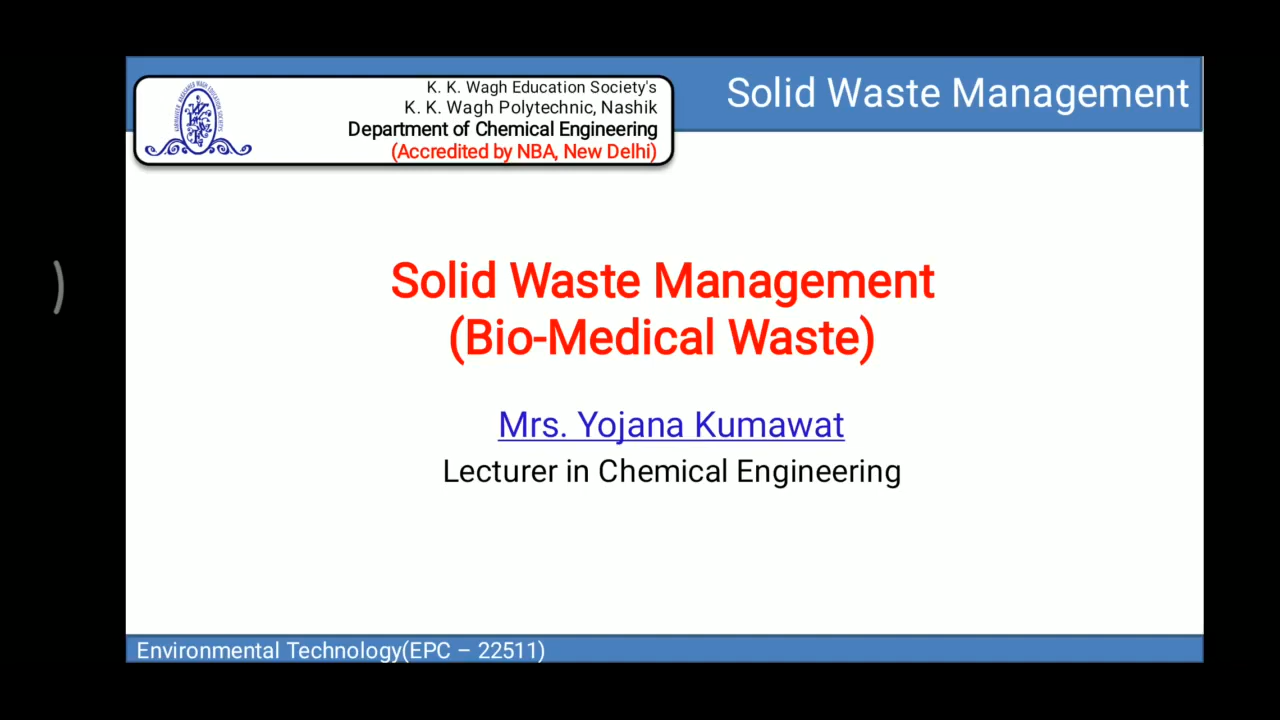 K. K. Wagh Education Society's
K. K. Wagh Polytechnic, Nashik
Department of Chemical Engineering
(Accredited by NBA, New Delhi)
Solid Waste Management
Solid Waste Management
(Bio-Medical Waste)
Mrs. Yojana Kumawat
Lecturer in Chemical Engineering
Environmental Technology(EPC – 22511)